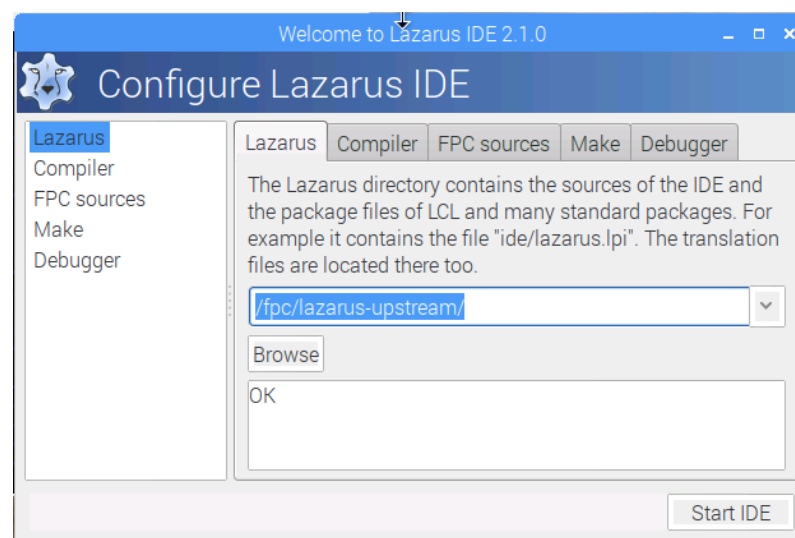 Welcome to Lazarus IDE 2.1.0
Configure Lazarus IDE
Lazarus
Compiler
FPC sources
Make
Debugger
Lazarus Compiler FPC sources Make Debugger
The Lazarus directory contains the sources of the IDE and
the package files of LCL and many standard packages. For
example it contains the file "ide/lazarus.lpi". The translation
files are located there too.
/fpc/lazarus-upstream/
Browse
OK
Start IDE